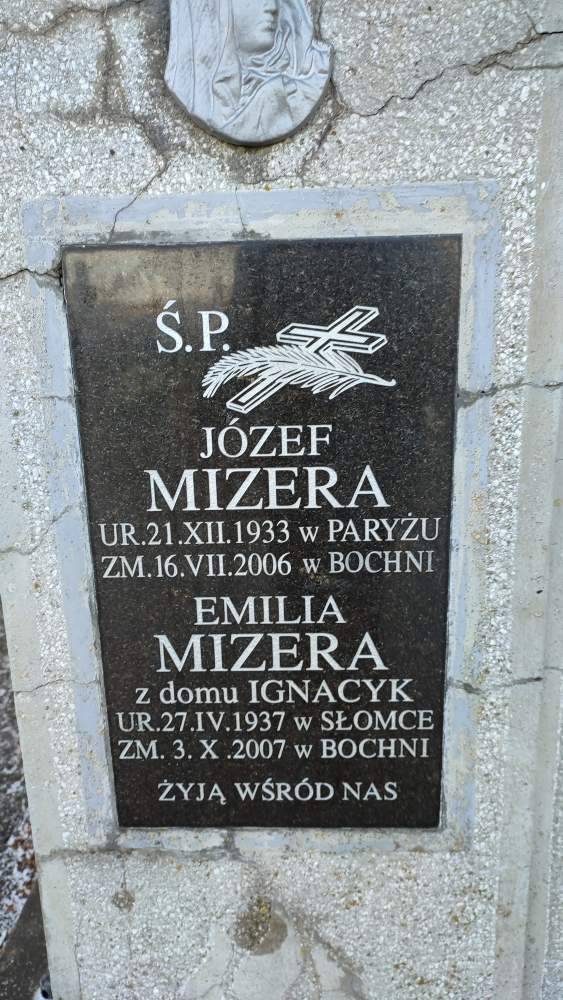 Ś.P.
JÓZEF
MIZERA
UR.21.XII.1933 w PARYŻU
ZM.16.VII.2006 w BOCHNI
EMILIA
MIZERA
z domu IGNACYK
UR.27.IV.1937 w SŁOMCE
ZM. 3. X .2007 w BOCHNI
ŻYJĄ WŚRÓD NAS